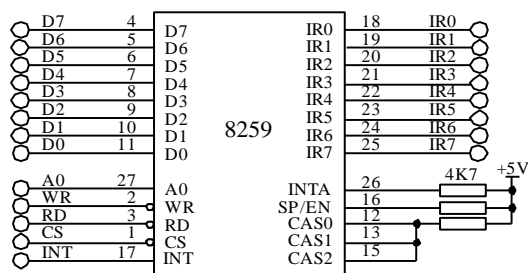 D7 4 D7 IR0 18 IR0
D6 5 D6 IR1 19 IR1
D5 6 D5 IR2 20 IR2
D4 7 D4 IR3 21 IR3
D3 8 D3 IR4 22 IR4
D2 9 D2 IR5 23 IR5
D1 10 D1 IR6 24 IR6
D0 11 D0 IR7 25 IR7
8259
+5V
A0 27 A0 INTA 26 4K7
WR 2 WR SP/EN 16
RD 3 RD CAS0 12
CS 1 CS CAS1 13
INT 17 INT CAS2 15